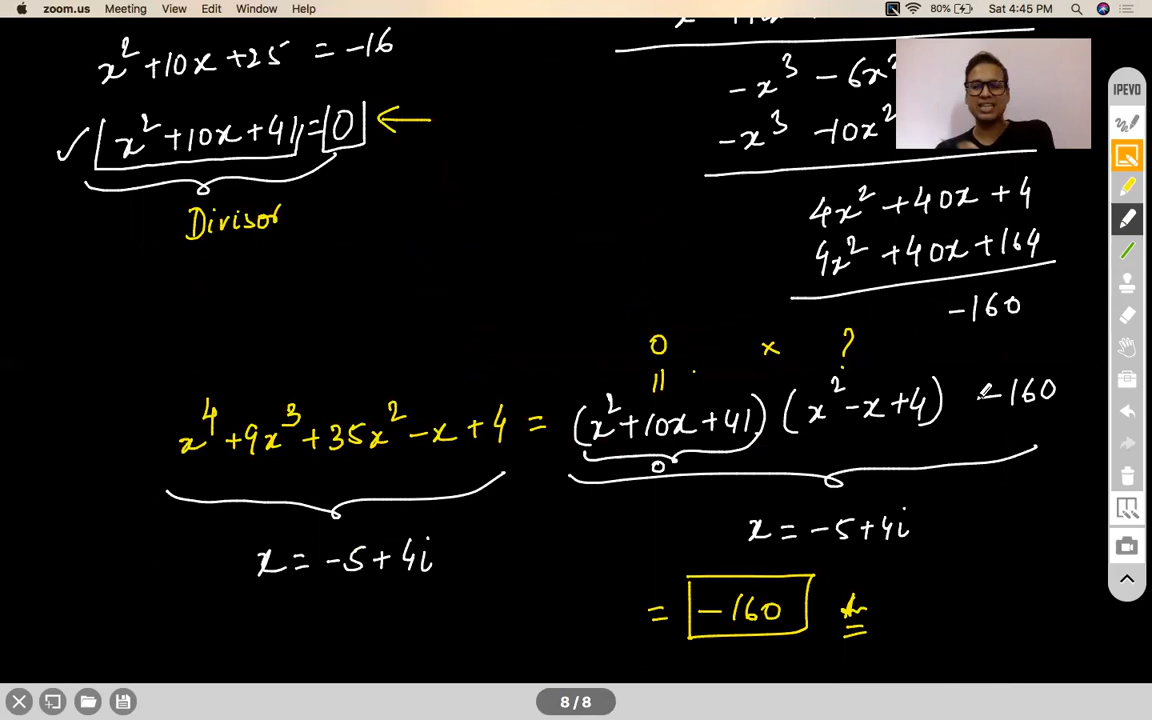 zoom.us Meeting View Edit Window Help
80% Sat 4:45 PM
IPEVO
x² +10x +25 = -16
x² +10x +41 = 0
Divisor
-x³ - 6x²
-x³ -10x²
4x² +40x +4
4x² +40x +164
-160
0 × ?
||
x⁴ +9x³ +35x² -x +4 = (x² +10x +41) (x² -x +4) -160
0
x = -5 +4i
x = -5 +4i
= -160
8 / 8